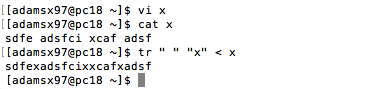 [[adamsx97@pc18 ~]$ vi x
[[adamsx97@pc18 ~]$ cat x
sdfe adsfci xcaf adsf
[[adamsx97@pc18 ~]$ tr " " "x" < x
sdfexadsfcixxcafxadsf
[adamsx97@pc18 ~]$